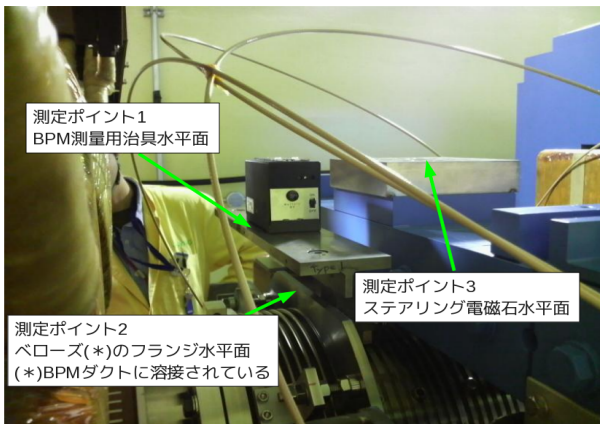 測定ポイント1
BPM測量用治具水平面
測定ポイント3
ステアリング電磁石水平面
測定ポイント2
ベローズ(*)のフランジ水平面
(*)BPMダクトに溶接されている